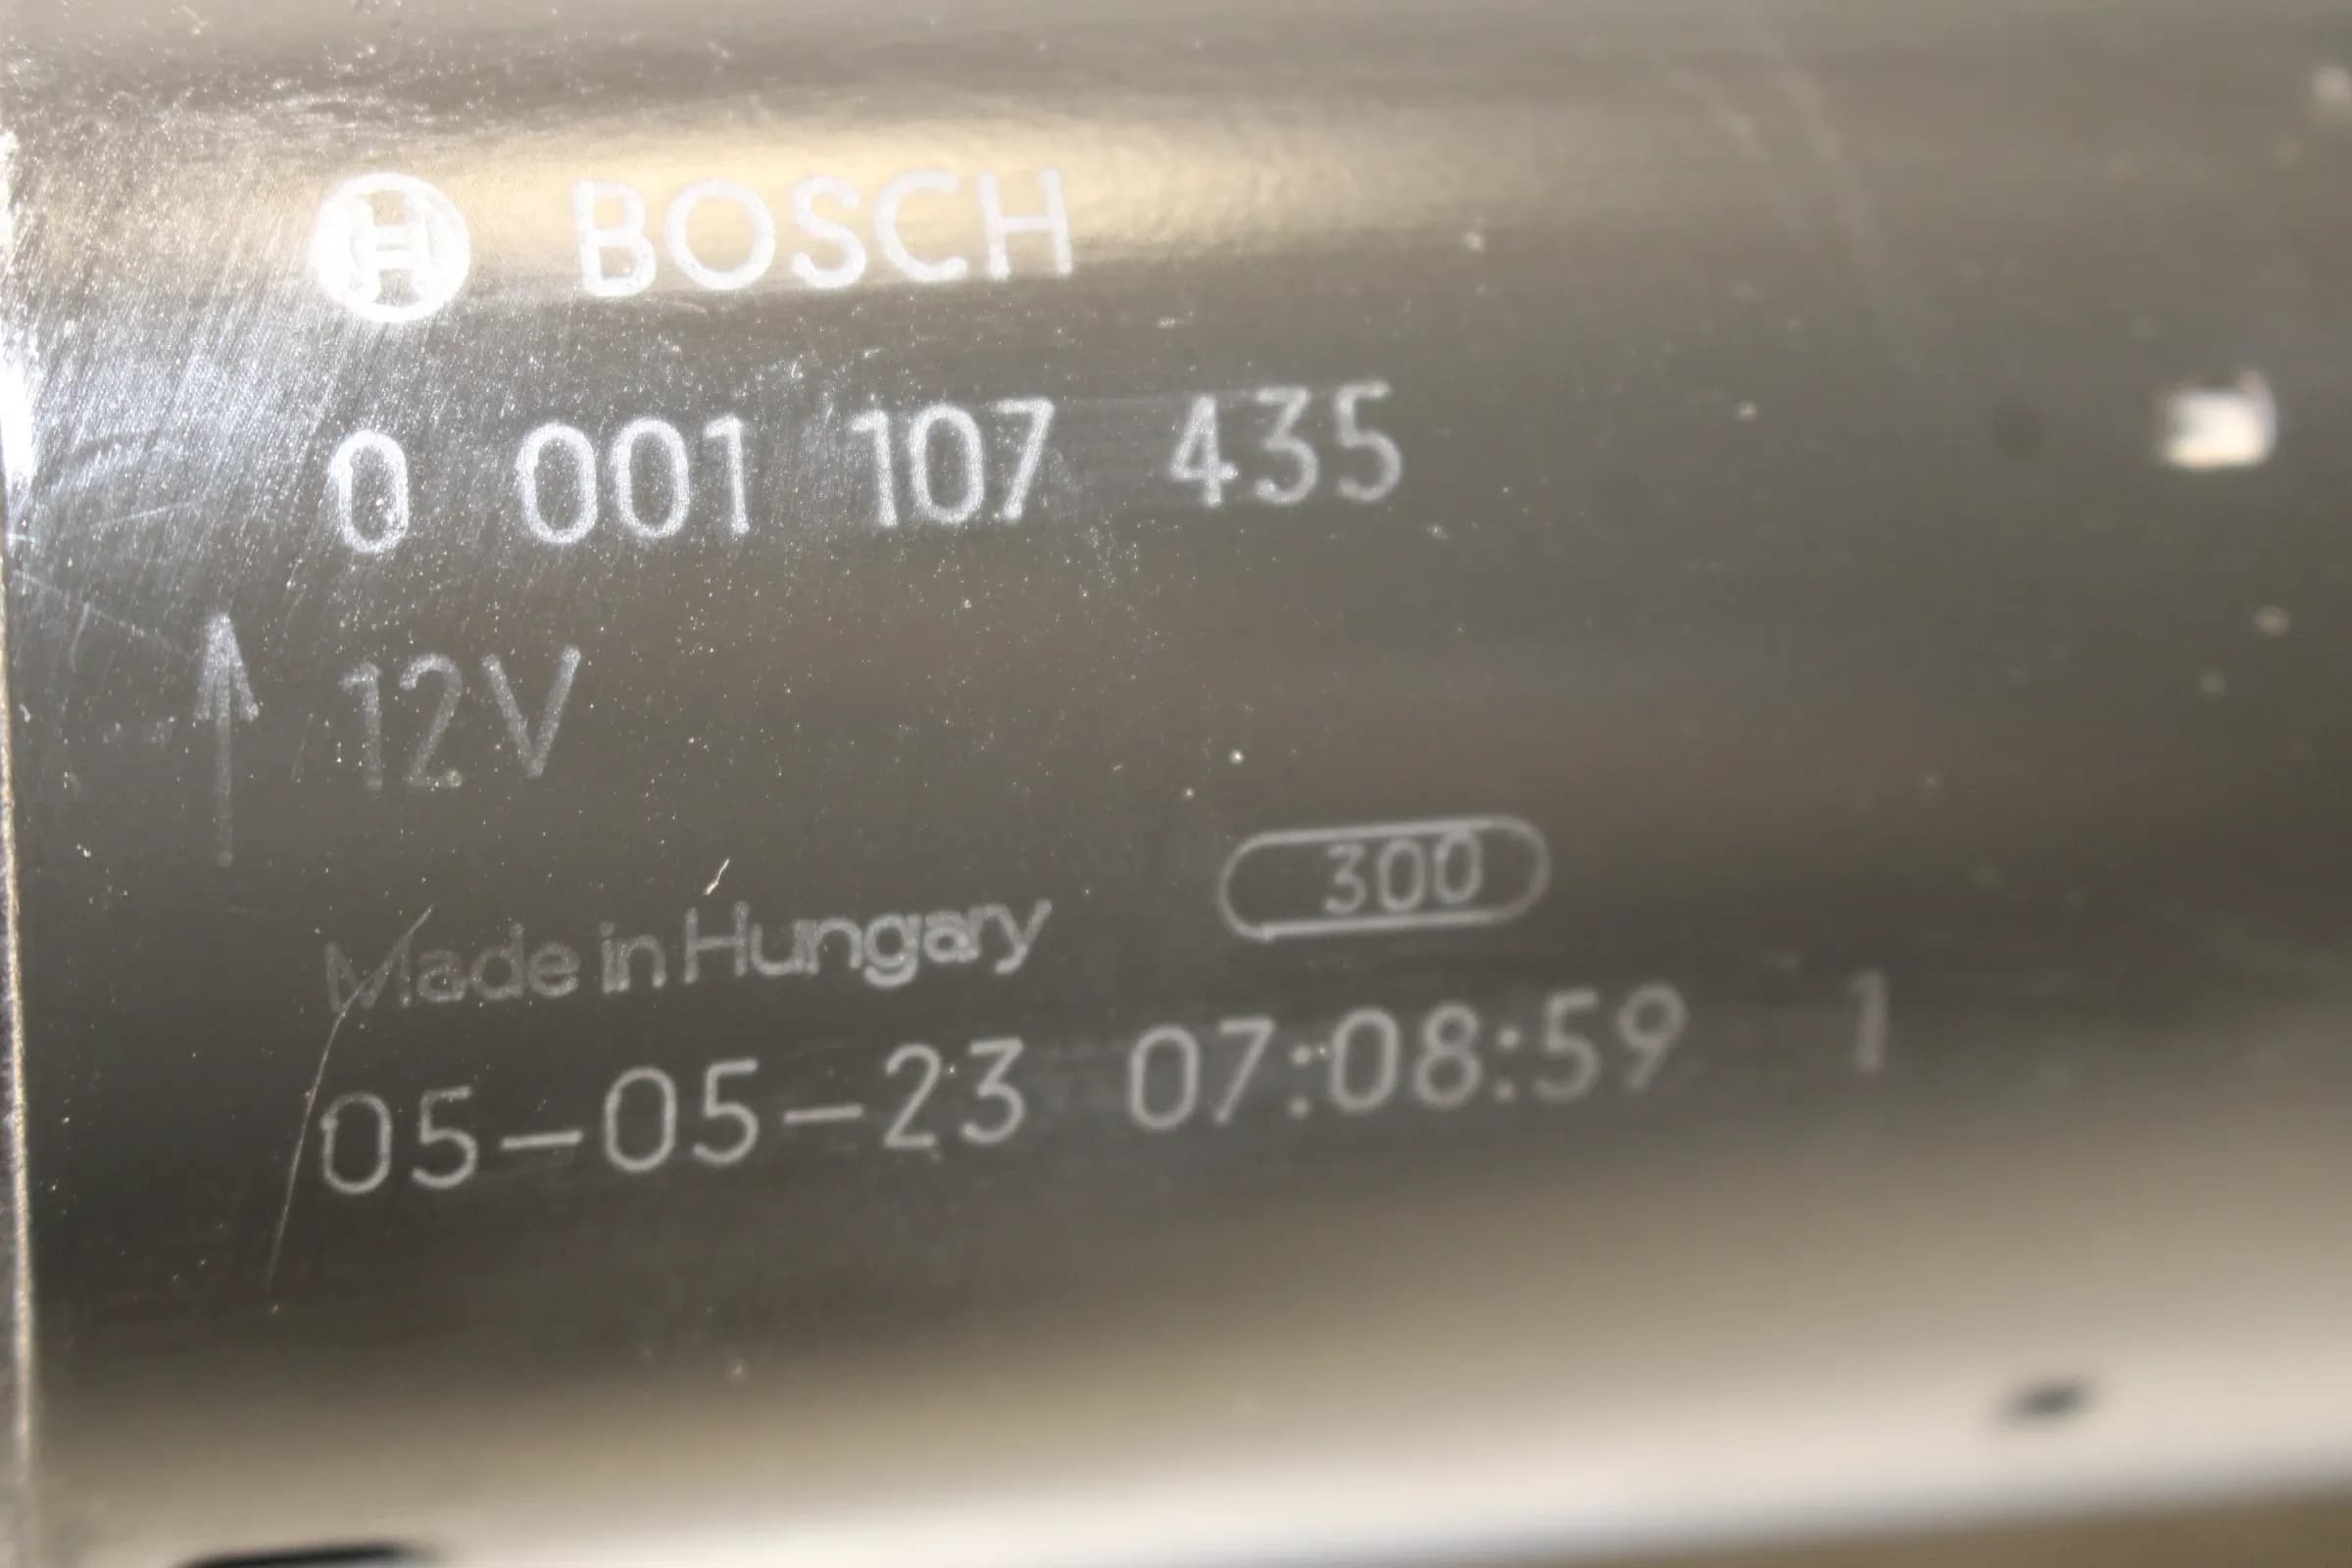 BOSCH
0 001 107 435
12V
300
Made in Hungary
05-05-23 07:08:59 1